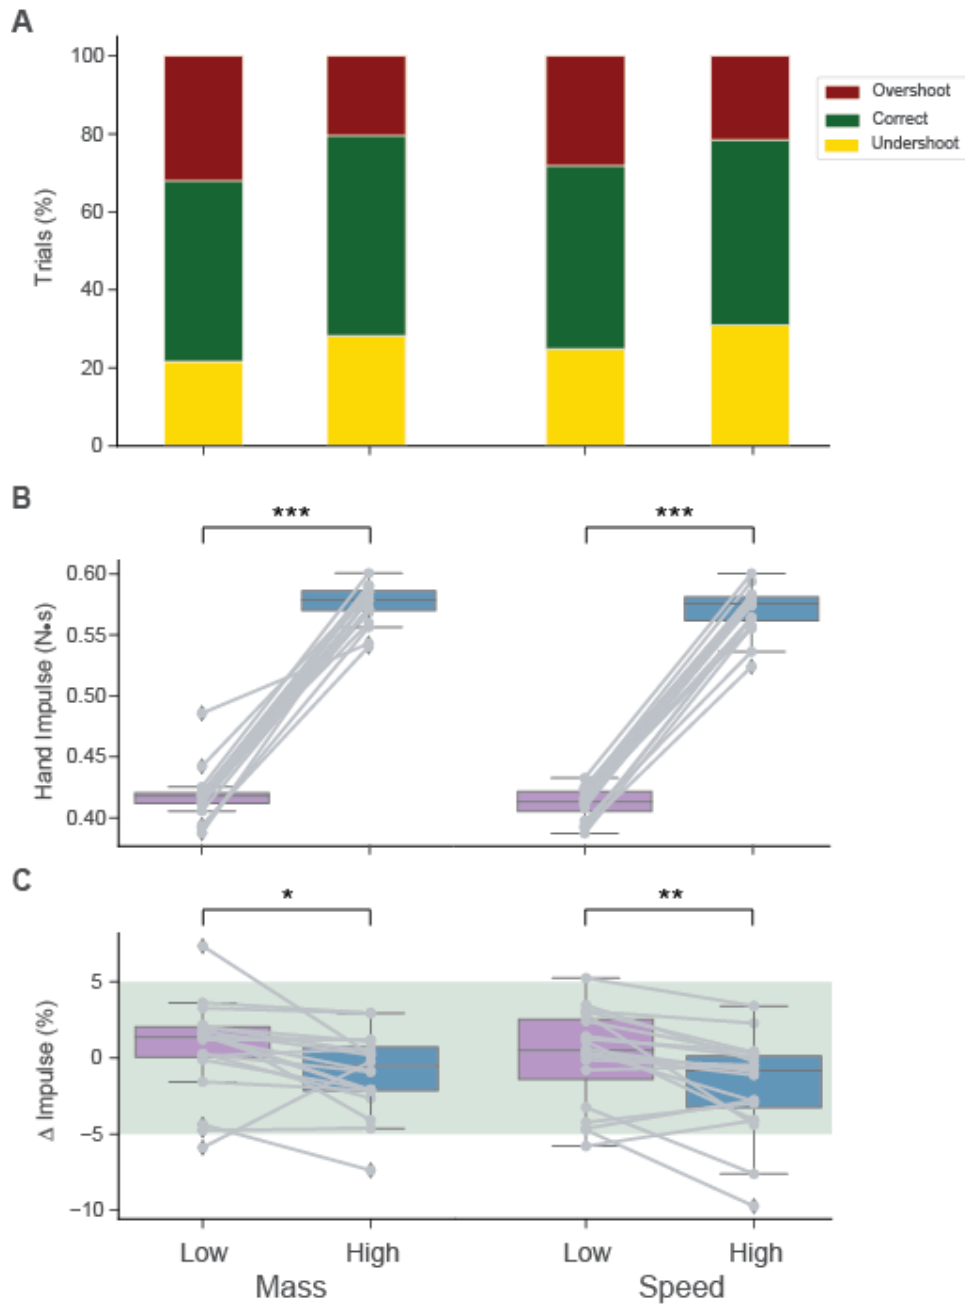 A
Trials (%)
100
80
60
40
20
0
Overshoot
Correct
Undershoot
B
***
***
Hand Impulse (N•s)
0.60
0.55
0.50
0.45
0.40
C
*
**
Δ Impulse (%)
5
0
−5
−10
Low High Low High
Mass Speed